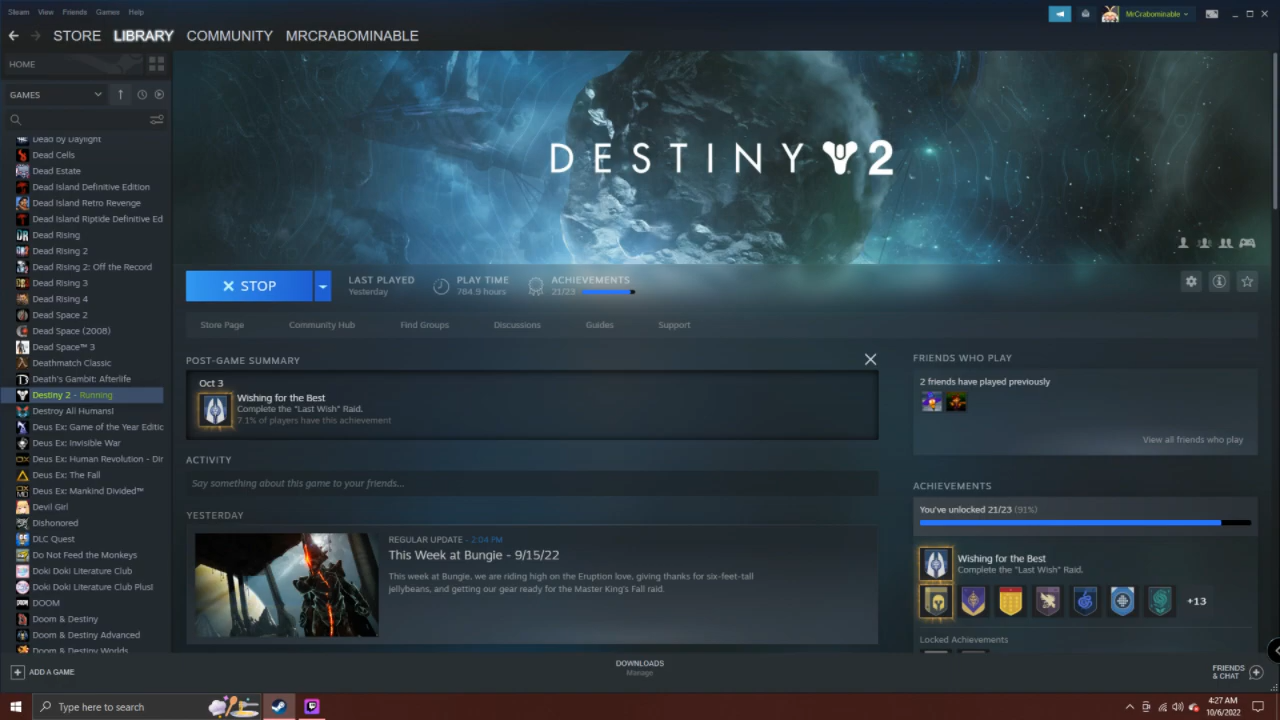 Steam View Friends Games Help
MrCrabominable
STORE LIBRARY COMMUNITY MRCRABOMINABLE
HOME
GAMES
Dead by Daylight
Dead Cells
Dead Estate
Dead Island Definitive Edition
Dead Island Retro Revenge
Dead Island Riptide Definitive Ed
Dead Rising
Dead Rising 2
Dead Rising 2: Off the Record
Dead Rising 3
Dead Rising 4
Dead Space 2
Dead Space (2008)
Dead Space™ 3
Deathmatch Classic
Death's Gambit: Afterlife
Destiny 2 - Running
Destroy All Humans!
Deus Ex: Game of the Year Editic
Deus Ex: Invisible War
Deus Ex: Human Revolution - Dir
Deus Ex: The Fall
Deus Ex: Mankind Divided™
Devil Girl
Dishonored
DLC Quest
Do Not Feed the Monkeys
Doki Doki Literature Club
Doki Doki Literature Club Plus!
DOOM
Doom & Destiny
Doom & Destiny Advanced
Doom & Destiny Worlds
ADD A GAME
DESTINY 2
STOP
LAST PLAYED
Yesterday
PLAY TIME
784.9 hours
ACHIEVEMENTS
21/23
Store Page Community Hub Find Groups Discussions Guides Support
POST-GAME SUMMARY
Oct 3
Wishing for the Best
Complete the "Last Wish" Raid.
7.1% of players have this achievement
ACTIVITY
Say something about this game to your friends...
YESTERDAY
REGULAR UPDATE - 2:04 PM
This Week at Bungie - 9/15/22
This week at Bungie, we are riding high on the Eruption love, giving thanks for six-feet-tall
jellybeans, and getting our gear ready for the Master King's Fall raid.
FRIENDS WHO PLAY
2 friends have played previously
View all friends who play
ACHIEVEMENTS
You've unlocked 21/23 (91%)
Wishing for the Best
Complete the "Last Wish" Raid.
+13
Locked Achievements
DOWNLOADS
Manage
FRIENDS
& CHAT
Type here to search
4:27 AM
10/6/2022